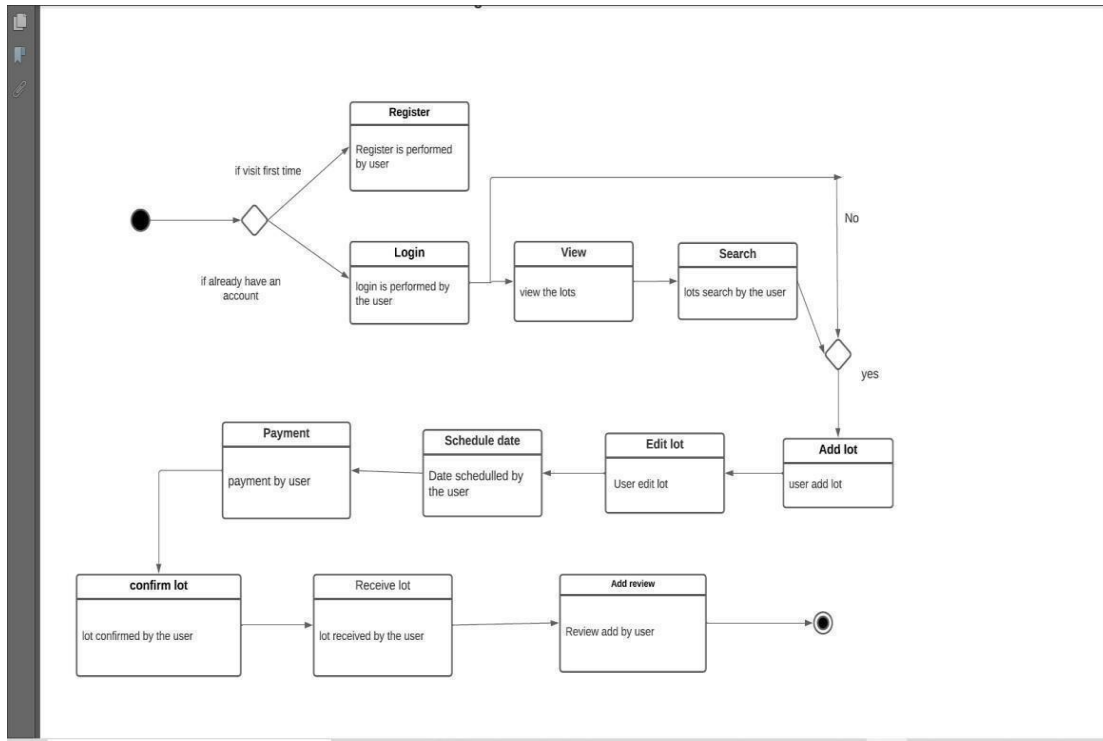 Register
Register is performed
by user
if visit first time
No
Login
login is performed by
the user
View
view the lots
Search
lots search by the user
if already have an
account
yes
Payment
payment by user
Schedule date
Date schedulled by
the user
Edit lot
User edit lot
Add lot
user add lot
confirm lot
lot confirmed by the user
Receive lot
lot received by the user
Add review
Review add by user